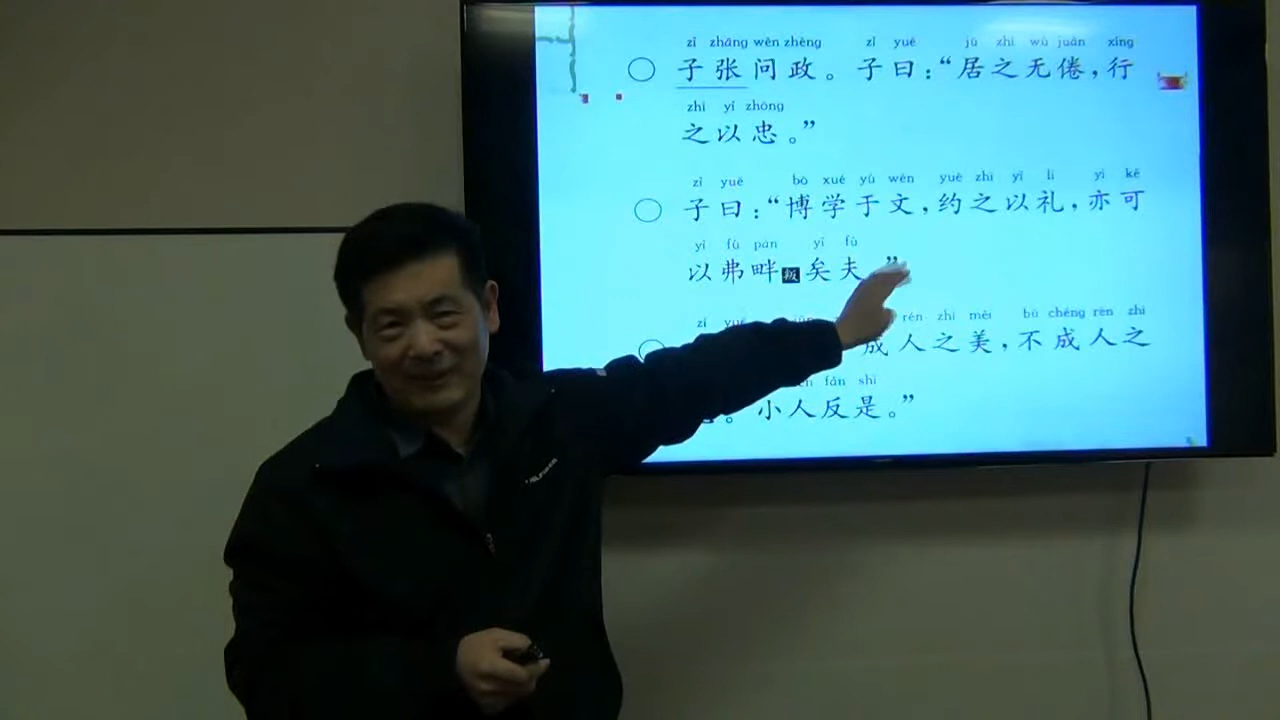 zǐ zhāng wèn zhèng zǐ yuē jū zhī wú juàn xíng
○ 子张问政。子曰：“居之无倦，行
zhī yǐ zhōng
之以忠。”
zǐ yuē bó xué yú wén yuē zhī yǐ lǐ yì kě
○ 子曰：“博学于文，约之以礼，亦可
yǐ fú pàn yǐ fú
以弗畔叛矣夫 ”
zǐ rén zhī měi bù chéng rén zhī
成人之美，不成人之
fǎn shì
。小人反是。”